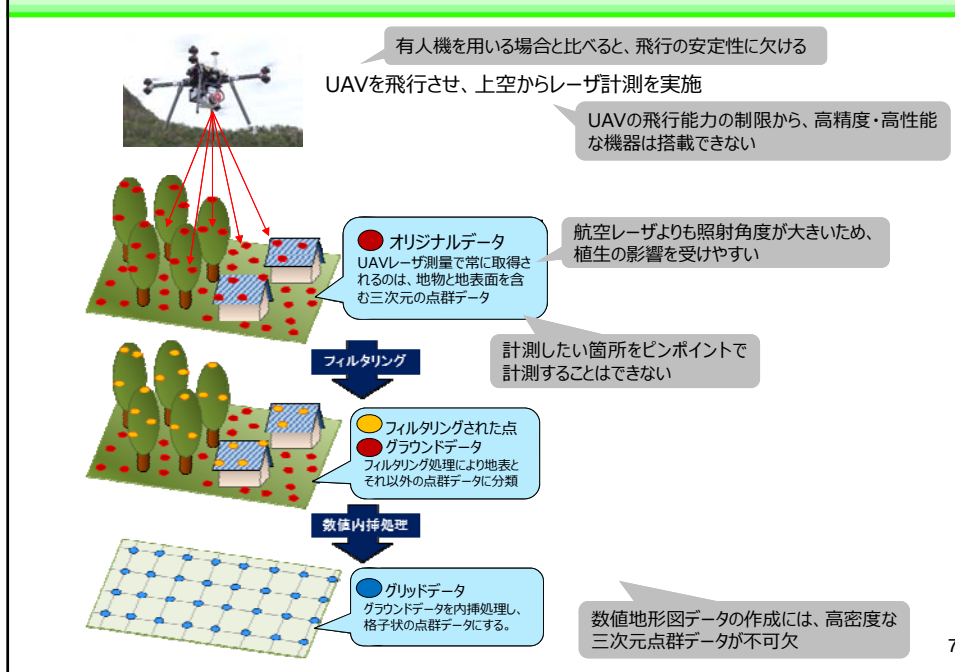 有人機を用いる場合と比べると、飛行の安定性に欠ける
UAVを飛行させ、上空からレーザ計測を実施
UAVの飛行能力の制限から、高精度・高性能
な機器は搭載できない
オリジナルデータ
UAVレーザ測量で常に取得さ
れるのは、地物と地表面を含
む三次元の点群データ
航空レーザよりも照射角度が大きいため、
植生の影響を受けやすい
計測したい箇所をピンポイントで
計測することはできない
フィルタリング
フィルタリングされた点
グラウンドデータ
フィルタリング処理により地表と
それ以外の点群データに分類
数値内挿処理
グリッドデータ
グラウンドデータを内挿処理し、
格子状の点群データにする。
数値地形図データの作成には、高密度な
三次元点群データが不可欠
7